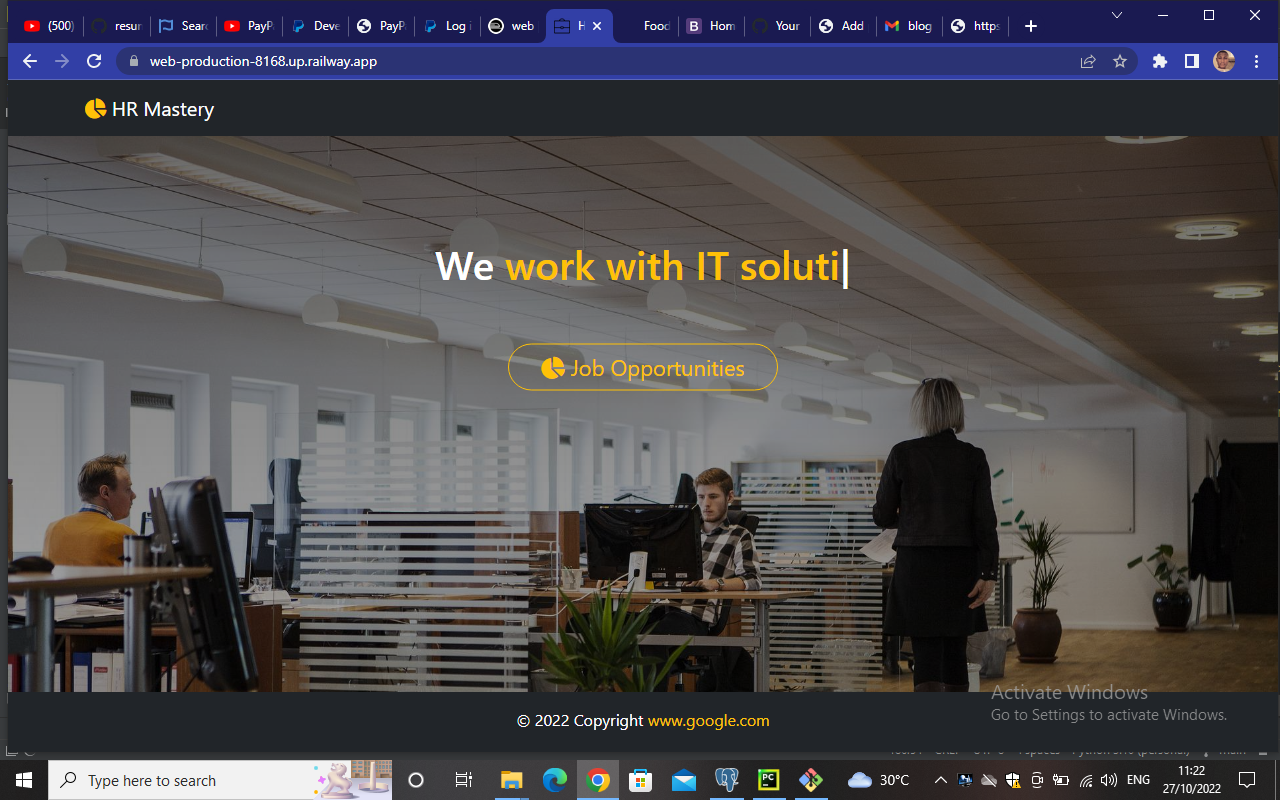 (500)
resur
Searc
PayP
Deve
PayP
Log i
web
H
Food
Hom
Your
Add
blog
https
web-production-8168.up.railway.app
HR Mastery
We work with IT soluti
Job Opportunities
© 2022 Copyright www.google.com
Activate Windows
Go to Settings to activate Windows.
Type here to search
30°C
ENG
11:22
27/10/2022